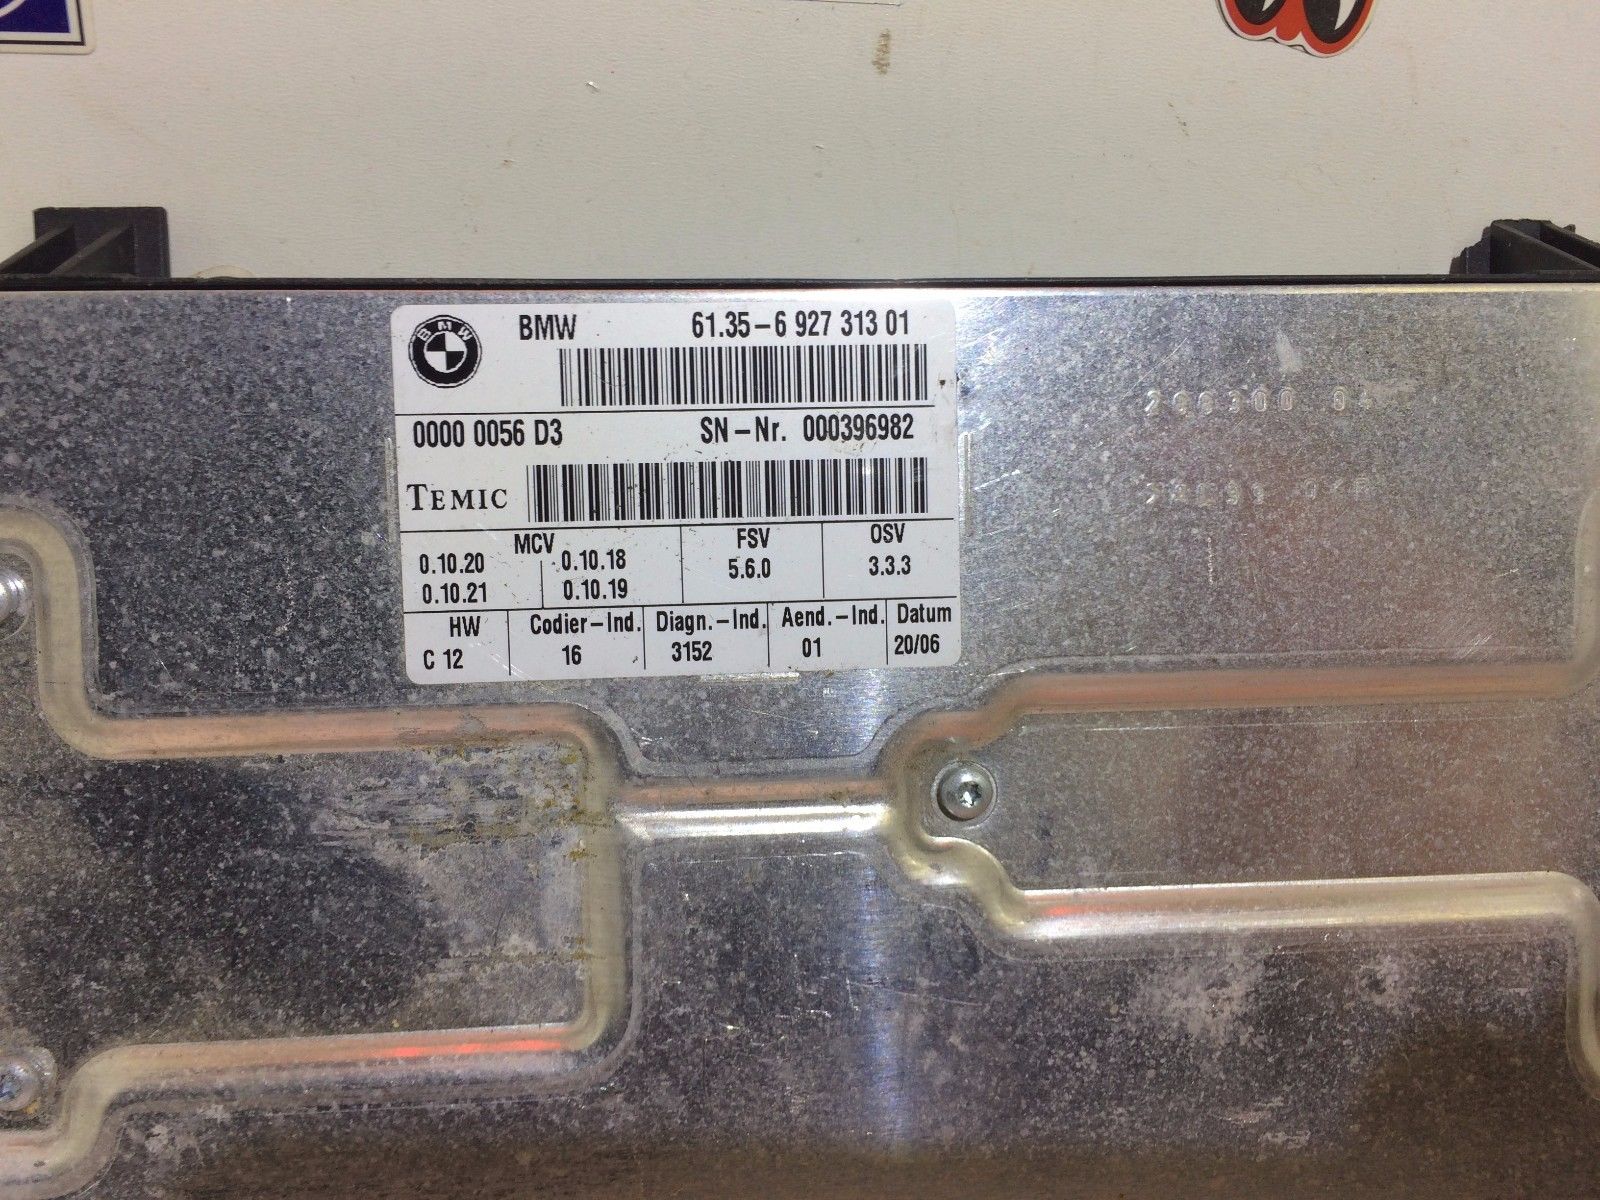 BMW
BMW 61.35-6 927 313 01
0000 0056 D3 SN-Nr. 000396982
TEMIC
MCV FSV OSV
0.10.20 0.10.18 5.6.0 3.3.3
0.10.21 0.10.19
HW Codier-Ind. Diagn.-Ind. Aend.-Ind. Datum
C 12 16 3152 01 20/06